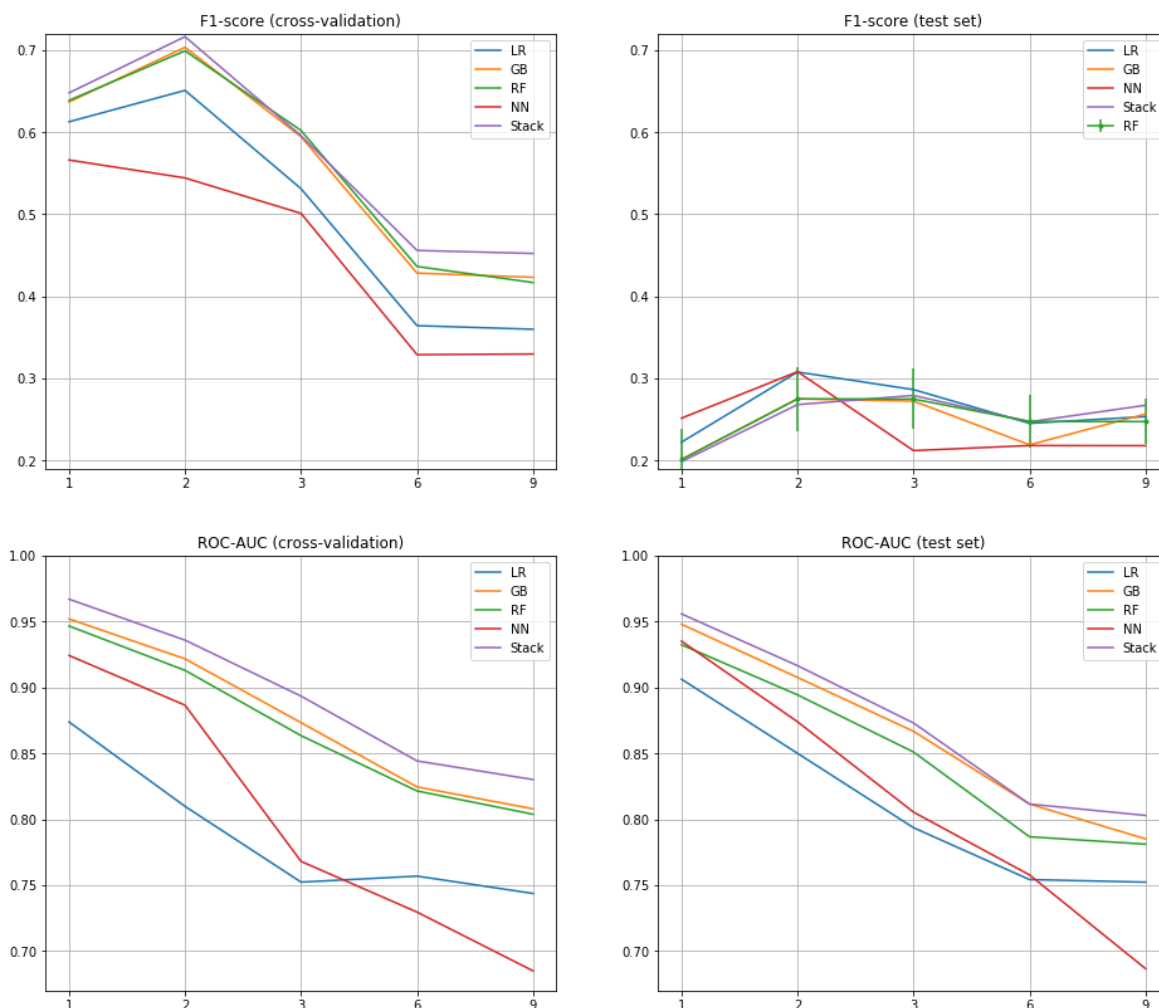 F1-score (cross-validation)
0.7
0.6
0.5
0.4
0.3
0.2
1 2 3 6 9
LR
GB
RF
NN
Stack
F1-score (test set)
0.7
0.6
0.5
0.4
0.3
0.2
1 2 3 6 9
LR
GB
NN
Stack
RF
ROC-AUC (cross-validation)
1.00
0.95
0.90
0.85
0.80
0.75
0.70
1 2 3 6 9
LR
GB
RF
NN
Stack
ROC-AUC (test set)
1.00
0.95
0.90
0.85
0.80
0.75
0.70
1 2 3 6 9
LR
GB
RF
NN
Stack